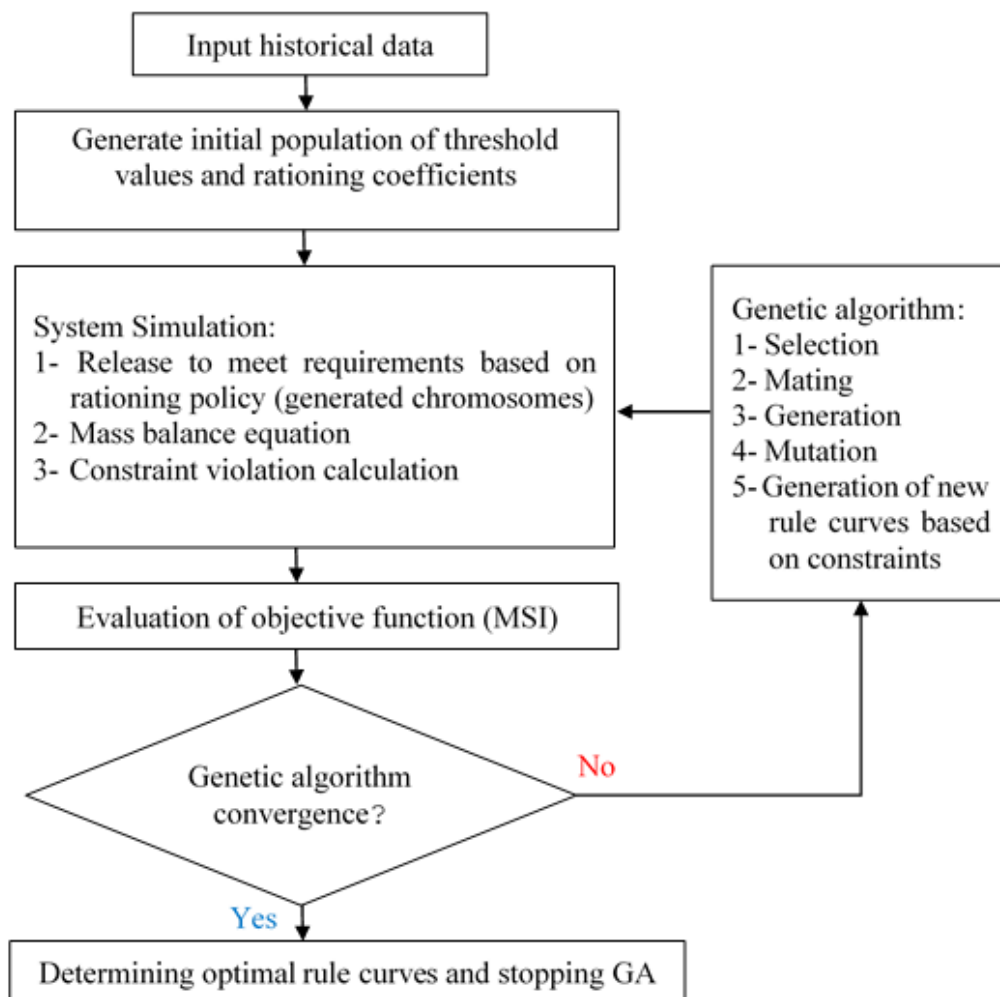 Input historical data
Generate initial population of threshold
values and rationing coefficients
System Simulation:
1- Release to meet requirements based on
rationing policy (generated chromosomes)
2- Mass balance equation
3- Constraint violation calculation
Genetic algorithm:
1- Selection
2- Mating
3- Generation
4- Mutation
5- Generation of new
rule curves based
on constraints
Evaluation of objective function (MSI)
Genetic algorithm
convergence?
No
Yes
Determining optimal rule curves and stopping GA